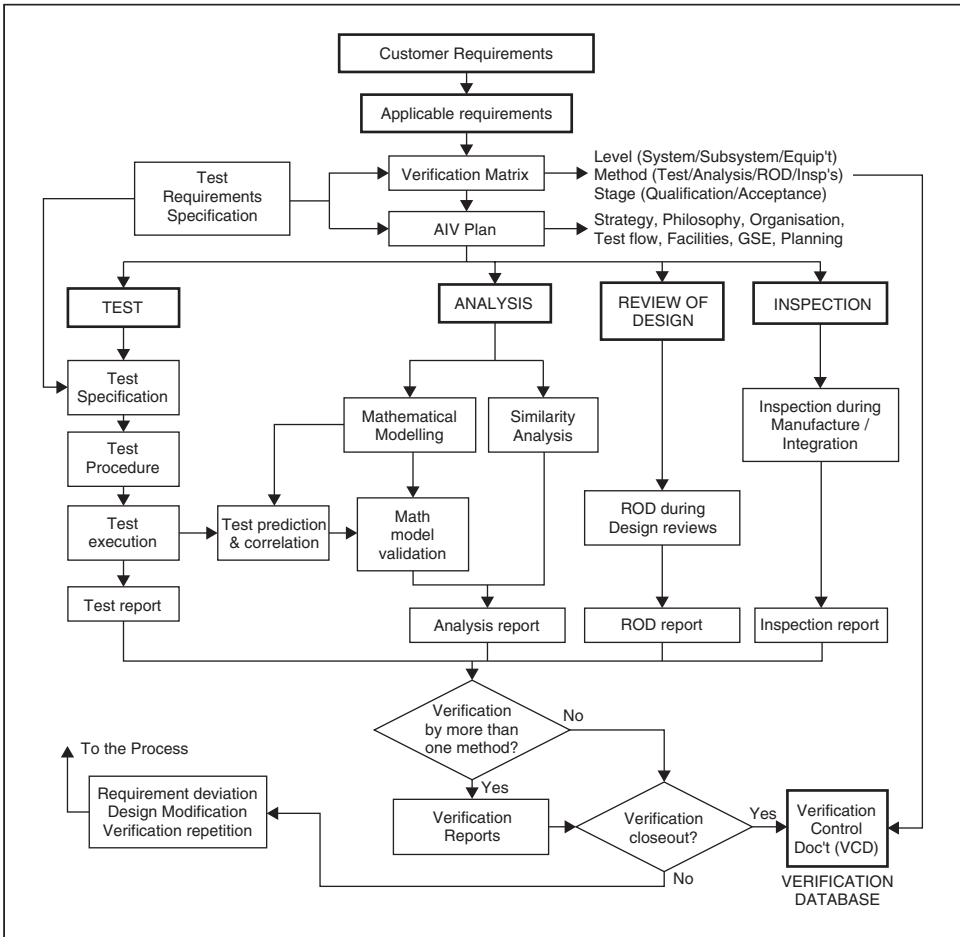 Customer Requirements
Applicable requirements
Test
Requirements
Specification
Verification Matrix
Level (System/Subsystem/Equip't)
Method (Test/Analysis/ROD/Insp's)
Stage (Qualification/Acceptance)
AIV Plan
Strategy, Philosophy, Organisation,
Test flow, Facilities, GSE, Planning
TEST
ANALYSIS
REVIEW OF
DESIGN
INSPECTION
Test
Specification
Mathematical
Modelling
Similarity
Analysis
Inspection during
Manufacture /
Integration
Test
Procedure
Test
execution
Test prediction
& correlation
Math
model
validation
ROD during
Design reviews
Test report
Analysis report
ROD report
Inspection report
Verification
by more than
one method?
No
Yes
To the Process
Requirement deviation
Design Modification
Verification repetition
Verification
Reports
Verification
closeout?
Yes
No
Verification
Control
Doc't (VCD)
VERIFICATION
DATABASE